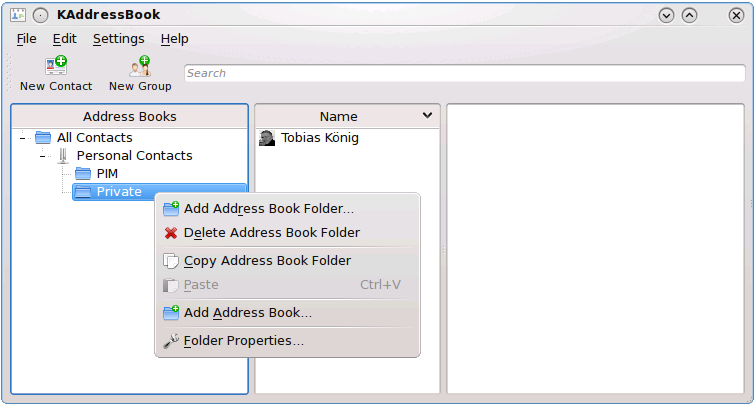 KAddressBook
File Edit Settings Help
New Contact New Group Search
Address Books Name
All Contacts Tobias König
Personal Contacts
PIM
Private
Add Address Book Folder...
Delete Address Book Folder
Copy Address Book Folder
Paste Ctrl+V
Add Address Book...
Folder Properties...